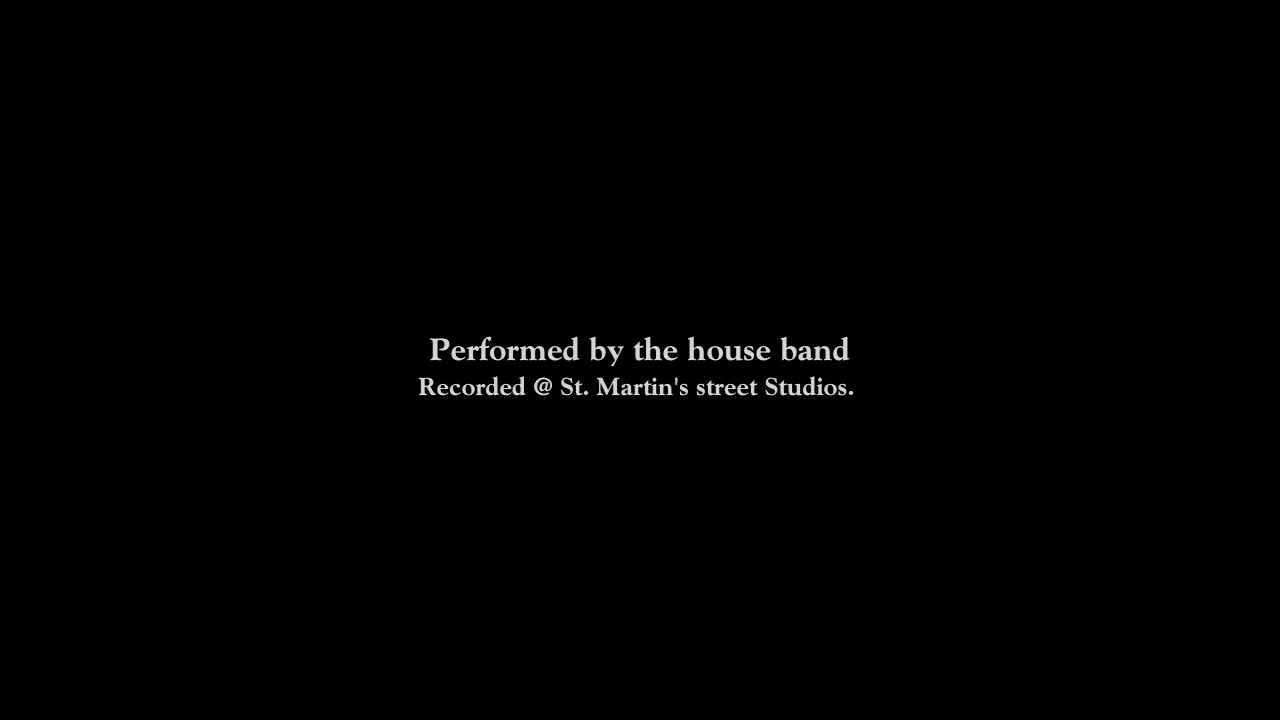 Performed by the house band
Recorded @ St. Martin's street Studios.